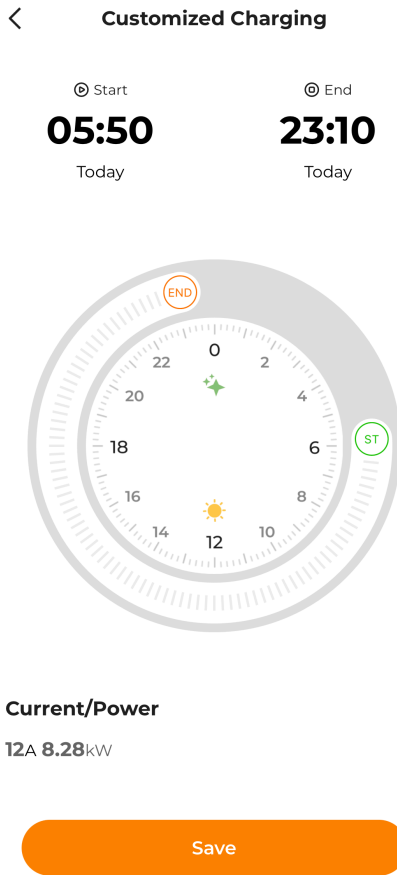 Customized Charging
Start
End
05:50
23:10
Today
Today
END
0
22
2
20
4
ST
18
6
16
8
14
10
12
Current/Power
12A 8.28kW
Save